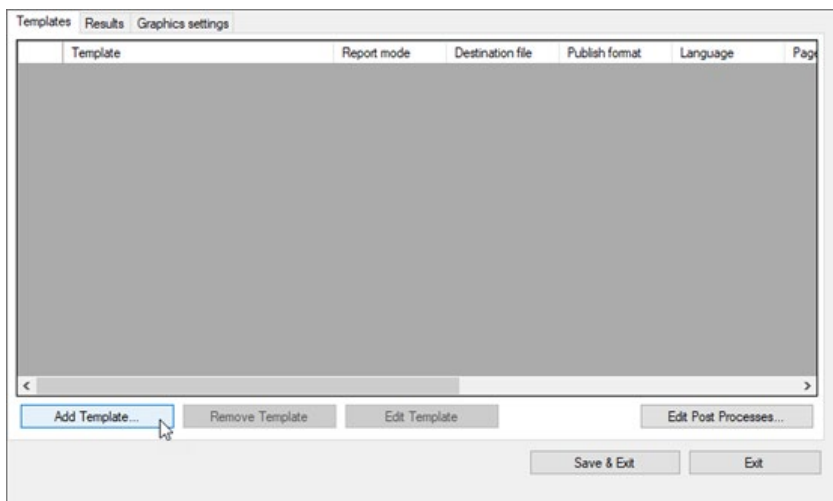 Templates Results Graphics settings
Template Report mode Destination file Publish format Language Page
Add Template... Remove Template Edit Template Edit Post Processes...
Save & Exit Exit